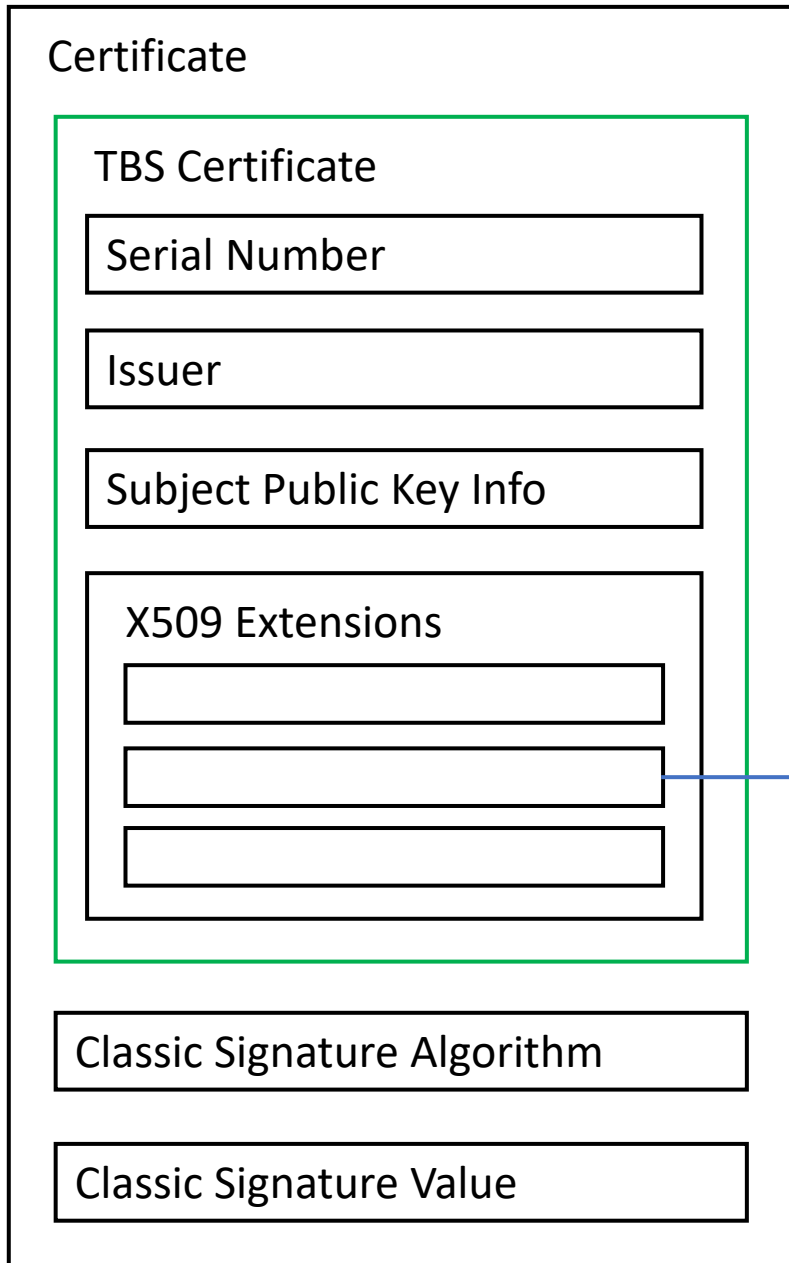 Certificate
TBS Certificate
Serial Number
Issuer
Subject Public Key Info
X509 Extensions
Classic Signature Algorithm
Classic Signature Value